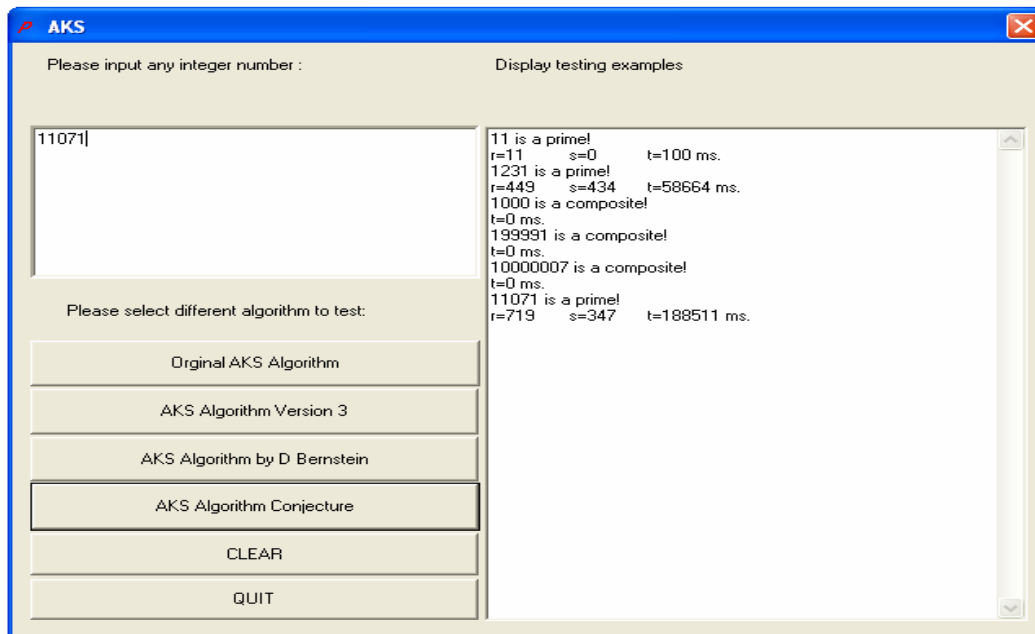 AKS
Please input any integer number :
11071
Please select different algorithm to test:
Orginal AKS Algorithm
AKS Algorithm Version 3
AKS Algorithm by D Bernstein
AKS Algorithm Conjecture
CLEAR
QUIT
Display testing examples
11 is a prime!
r=11 s=0 t=100 ms.
1231 is a prime!
r=449 s=434 t=58664 ms.
1000 is a composite!
t=0 ms.
199991 is a composite!
t=0 ms.
10000007 is a composite!
t=0 ms.
11071 is a prime!
r=719 s=347 t=188511 ms.